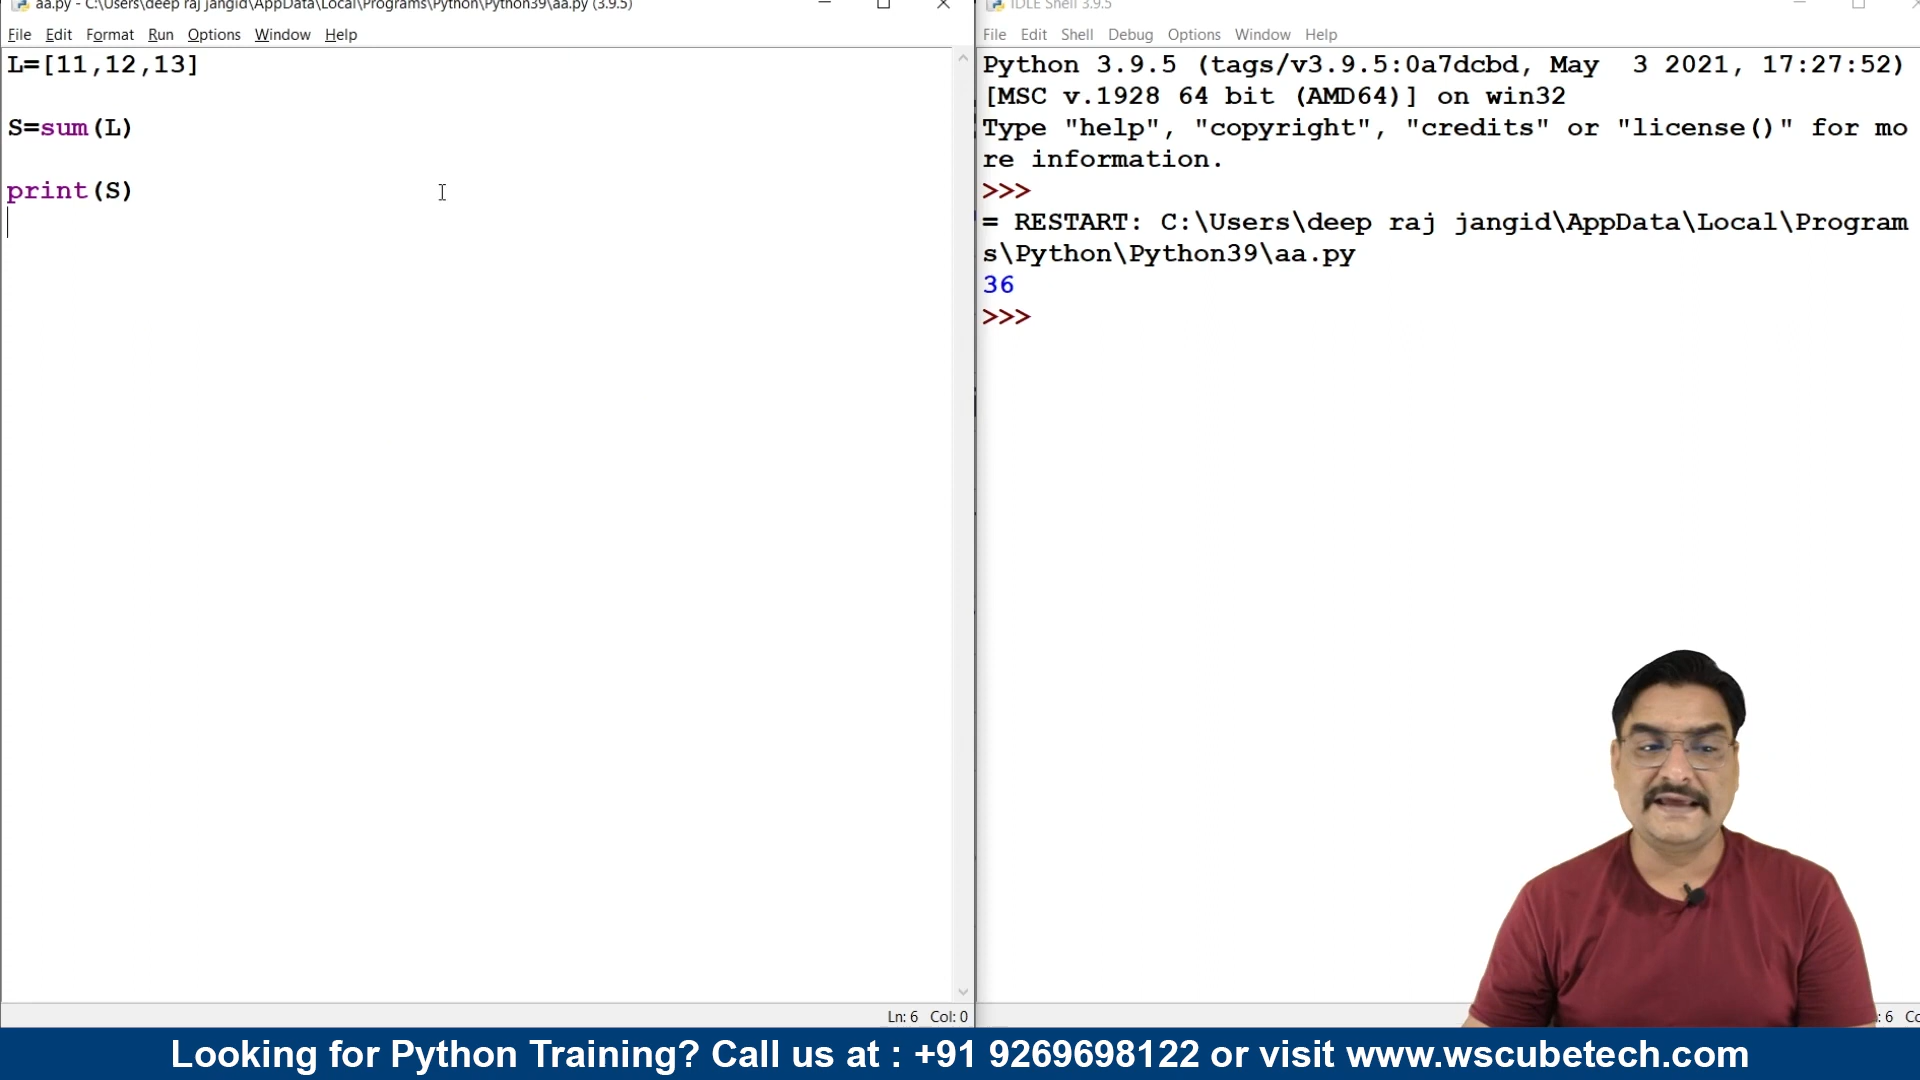 aa.py - C:\Users\deep raj jangid\AppData\Local\Programs\Python\Python39\aa.py (3.9.5)
File Edit Format Run Options Window Help
L=[11,12,13]
S=sum(L)
print(S)
Ln: 6 Col: 0
IDLE Shell 3.9.5
File Edit Shell Debug Options Window Help
Python 3.9.5 (tags/v3.9.5:0a7dcbd, May  3 2021, 17:27:52)
[MSC v.1928 64 bit (AMD64)] on win32
Type "help", "copyright", "credits" or "license()" for mo
re information.
>>>
= RESTART: C:\Users\deep raj jangid\AppData\Local\Program
s\Python\Python39\aa.py
36
>>>
: 6 Co
Looking for Python Training? Call us at : +91 9269698122 or visit www.wscubetech.com